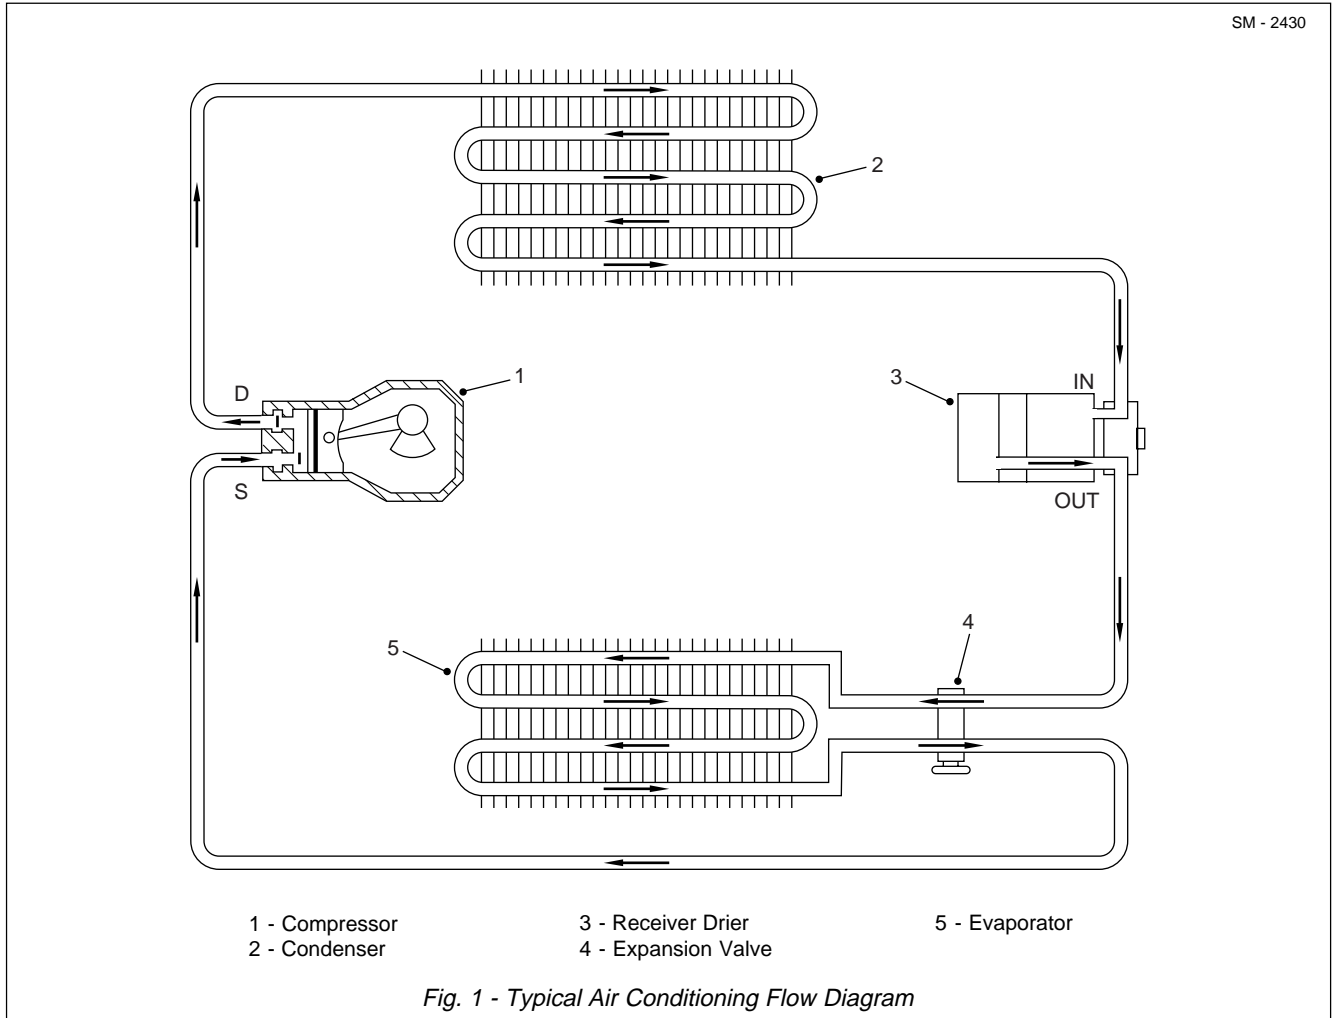 SM - 2430
2
D
1
3
IN
S
OUT
4
5
1 - Compressor
2 - Condenser
3 - Receiver Drier
4 - Expansion Valve
5 - Evaporator
Fig. 1 - Typical Air Conditioning Flow Diagram